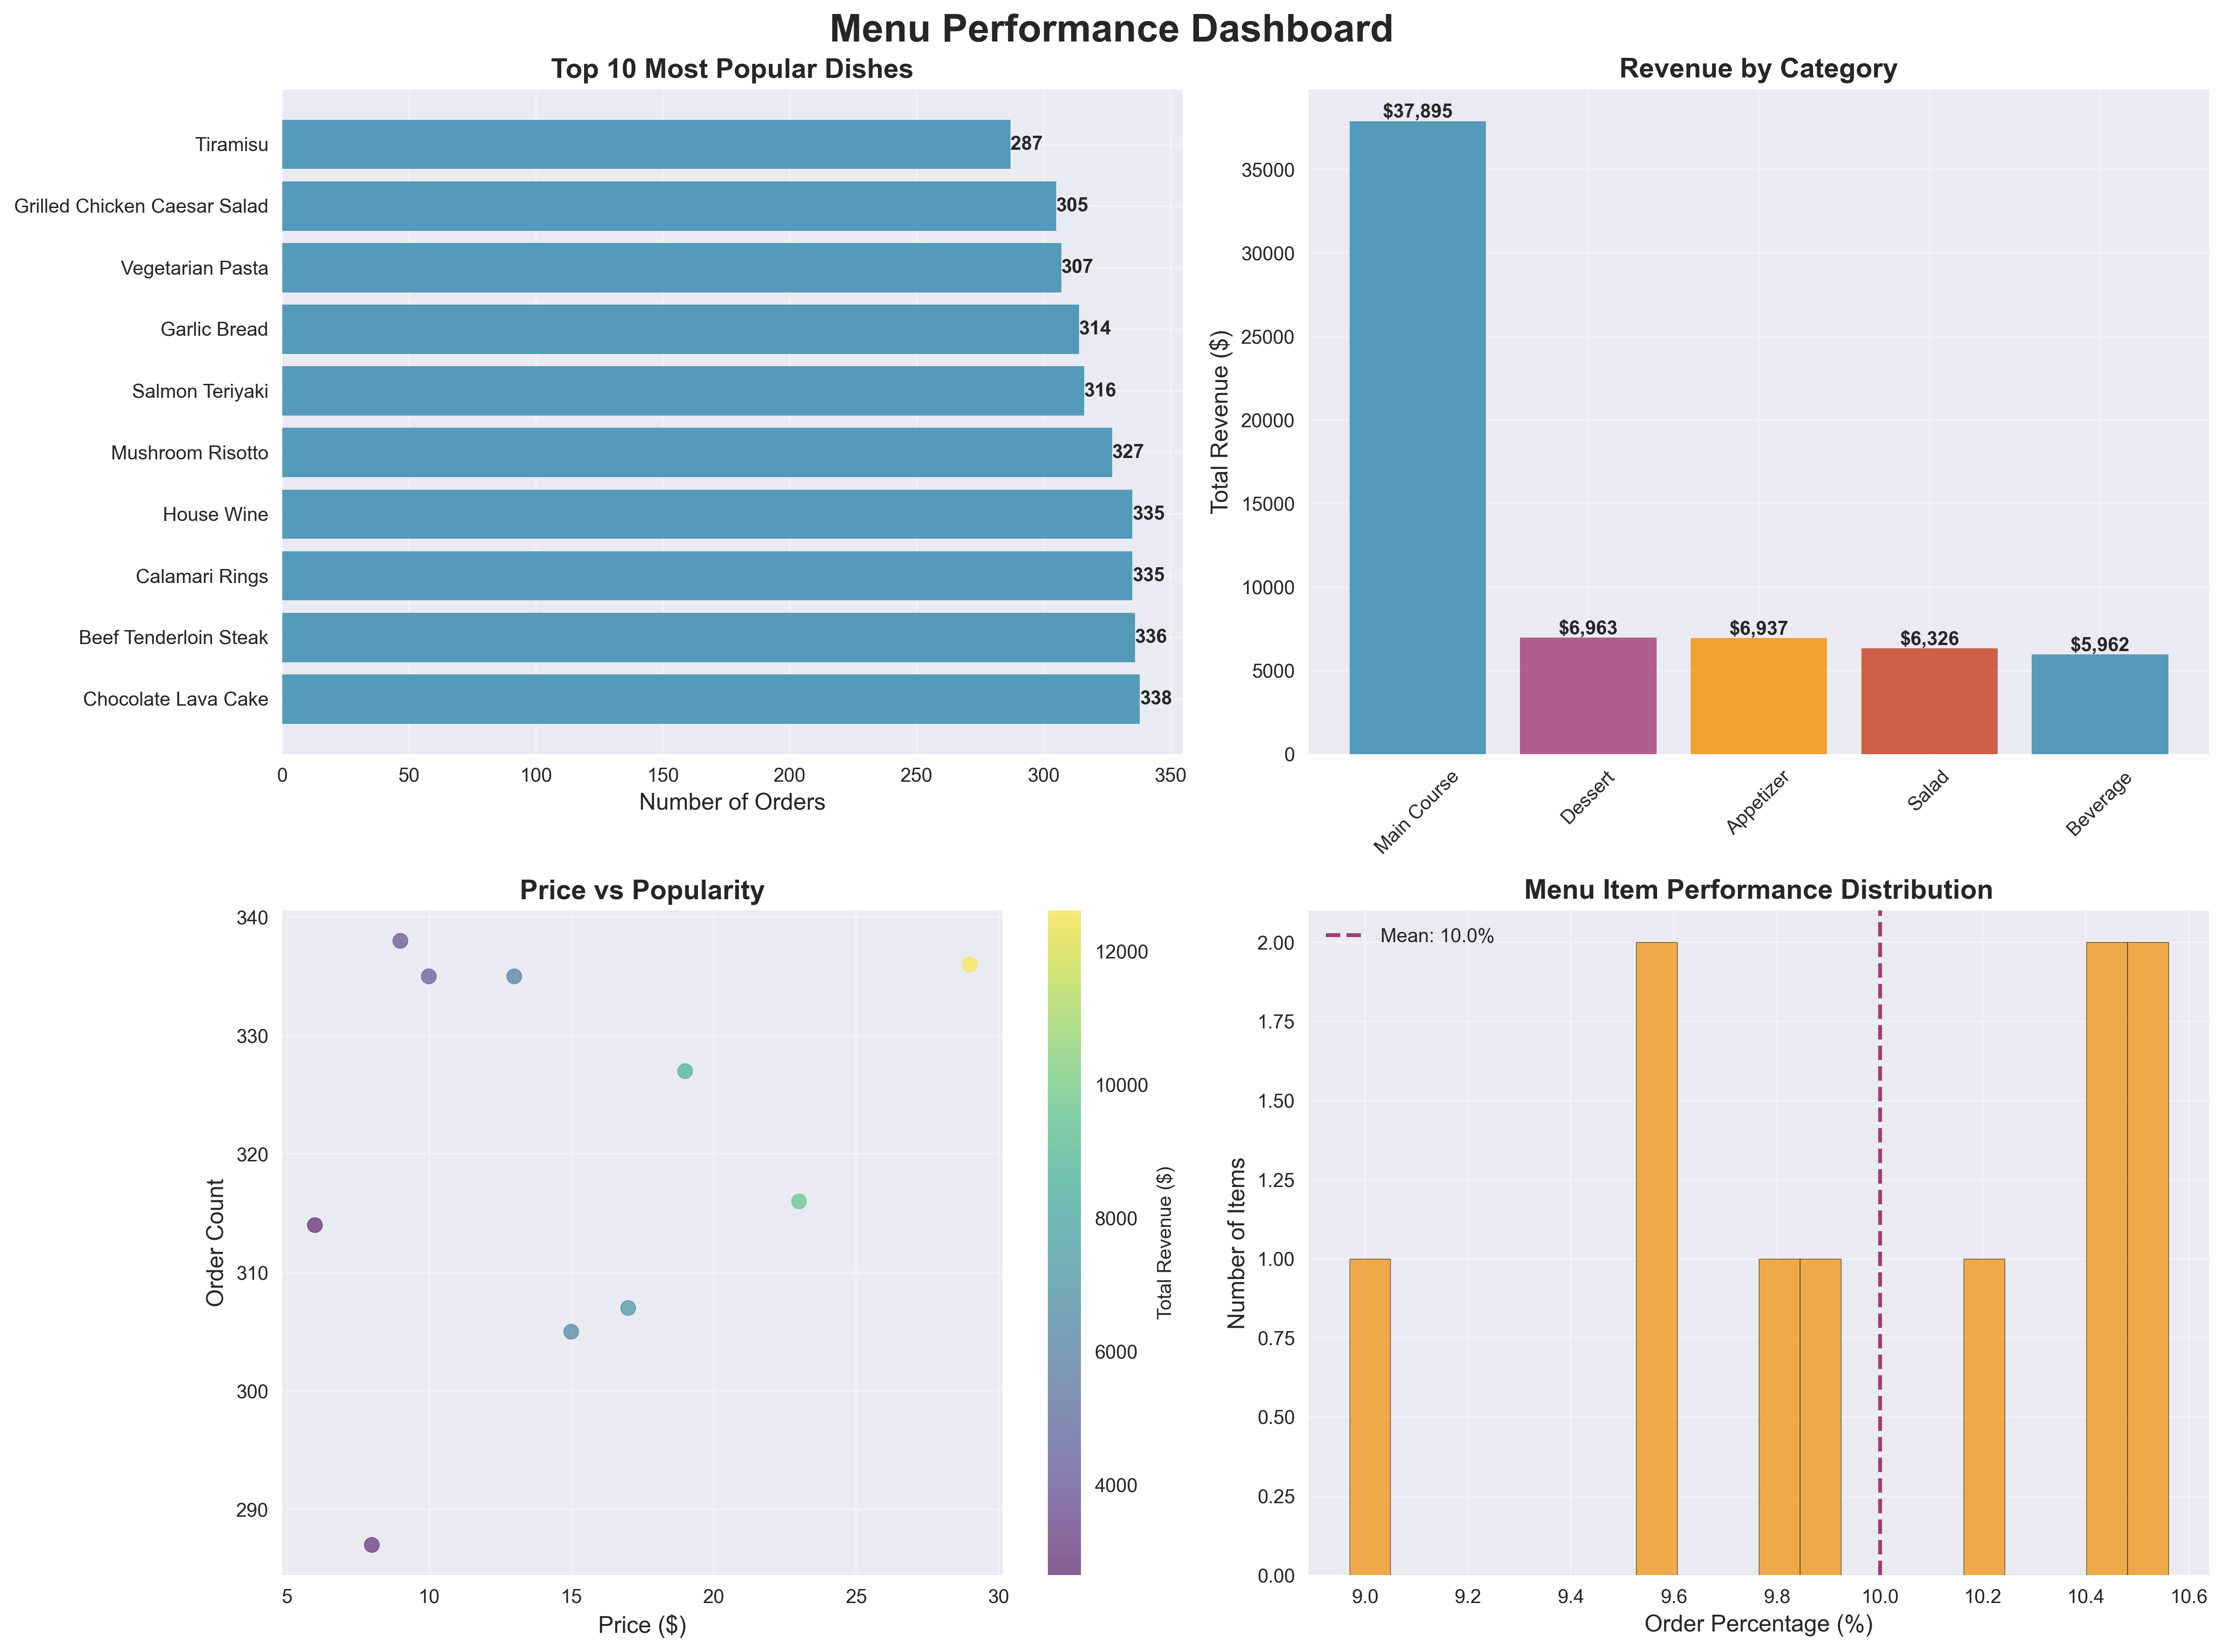 Menu Performance Dashboard
Top 10 Most Popular Dishes
Tiramisu
287
Grilled Chicken Caesar Salad
305
Vegetarian Pasta
307
Garlic Bread
314
Salmon Teriyaki
316
Mushroom Risotto
327
House Wine
335
Calamari Rings
335
Beef Tenderloin Steak
336
Chocolate Lava Cake
338
0 50 100 150 200 250 300 350
Number of Orders
Revenue by Category
Total Revenue ($)
35000
30000
25000
20000
15000
10000
5000
0
$37,895
$6,963
$6,937
$6,326
$5,962
Main Course
Dessert
Appetizer
Salad
Beverage
Price vs Popularity
Order Count
340
330
320
310
300
290
5 10 15 20 25 30
Price ($)
12000
10000
8000
6000
4000
Total Revenue ($)
Menu Item Performance Distribution
Mean: 10.0%
Number of Items
2.00
1.75
1.50
1.25
1.00
0.75
0.50
0.25
0.00
9.0 9.2 9.4 9.6 9.8 10.0 10.2 10.4 10.6
Order Percentage (%)